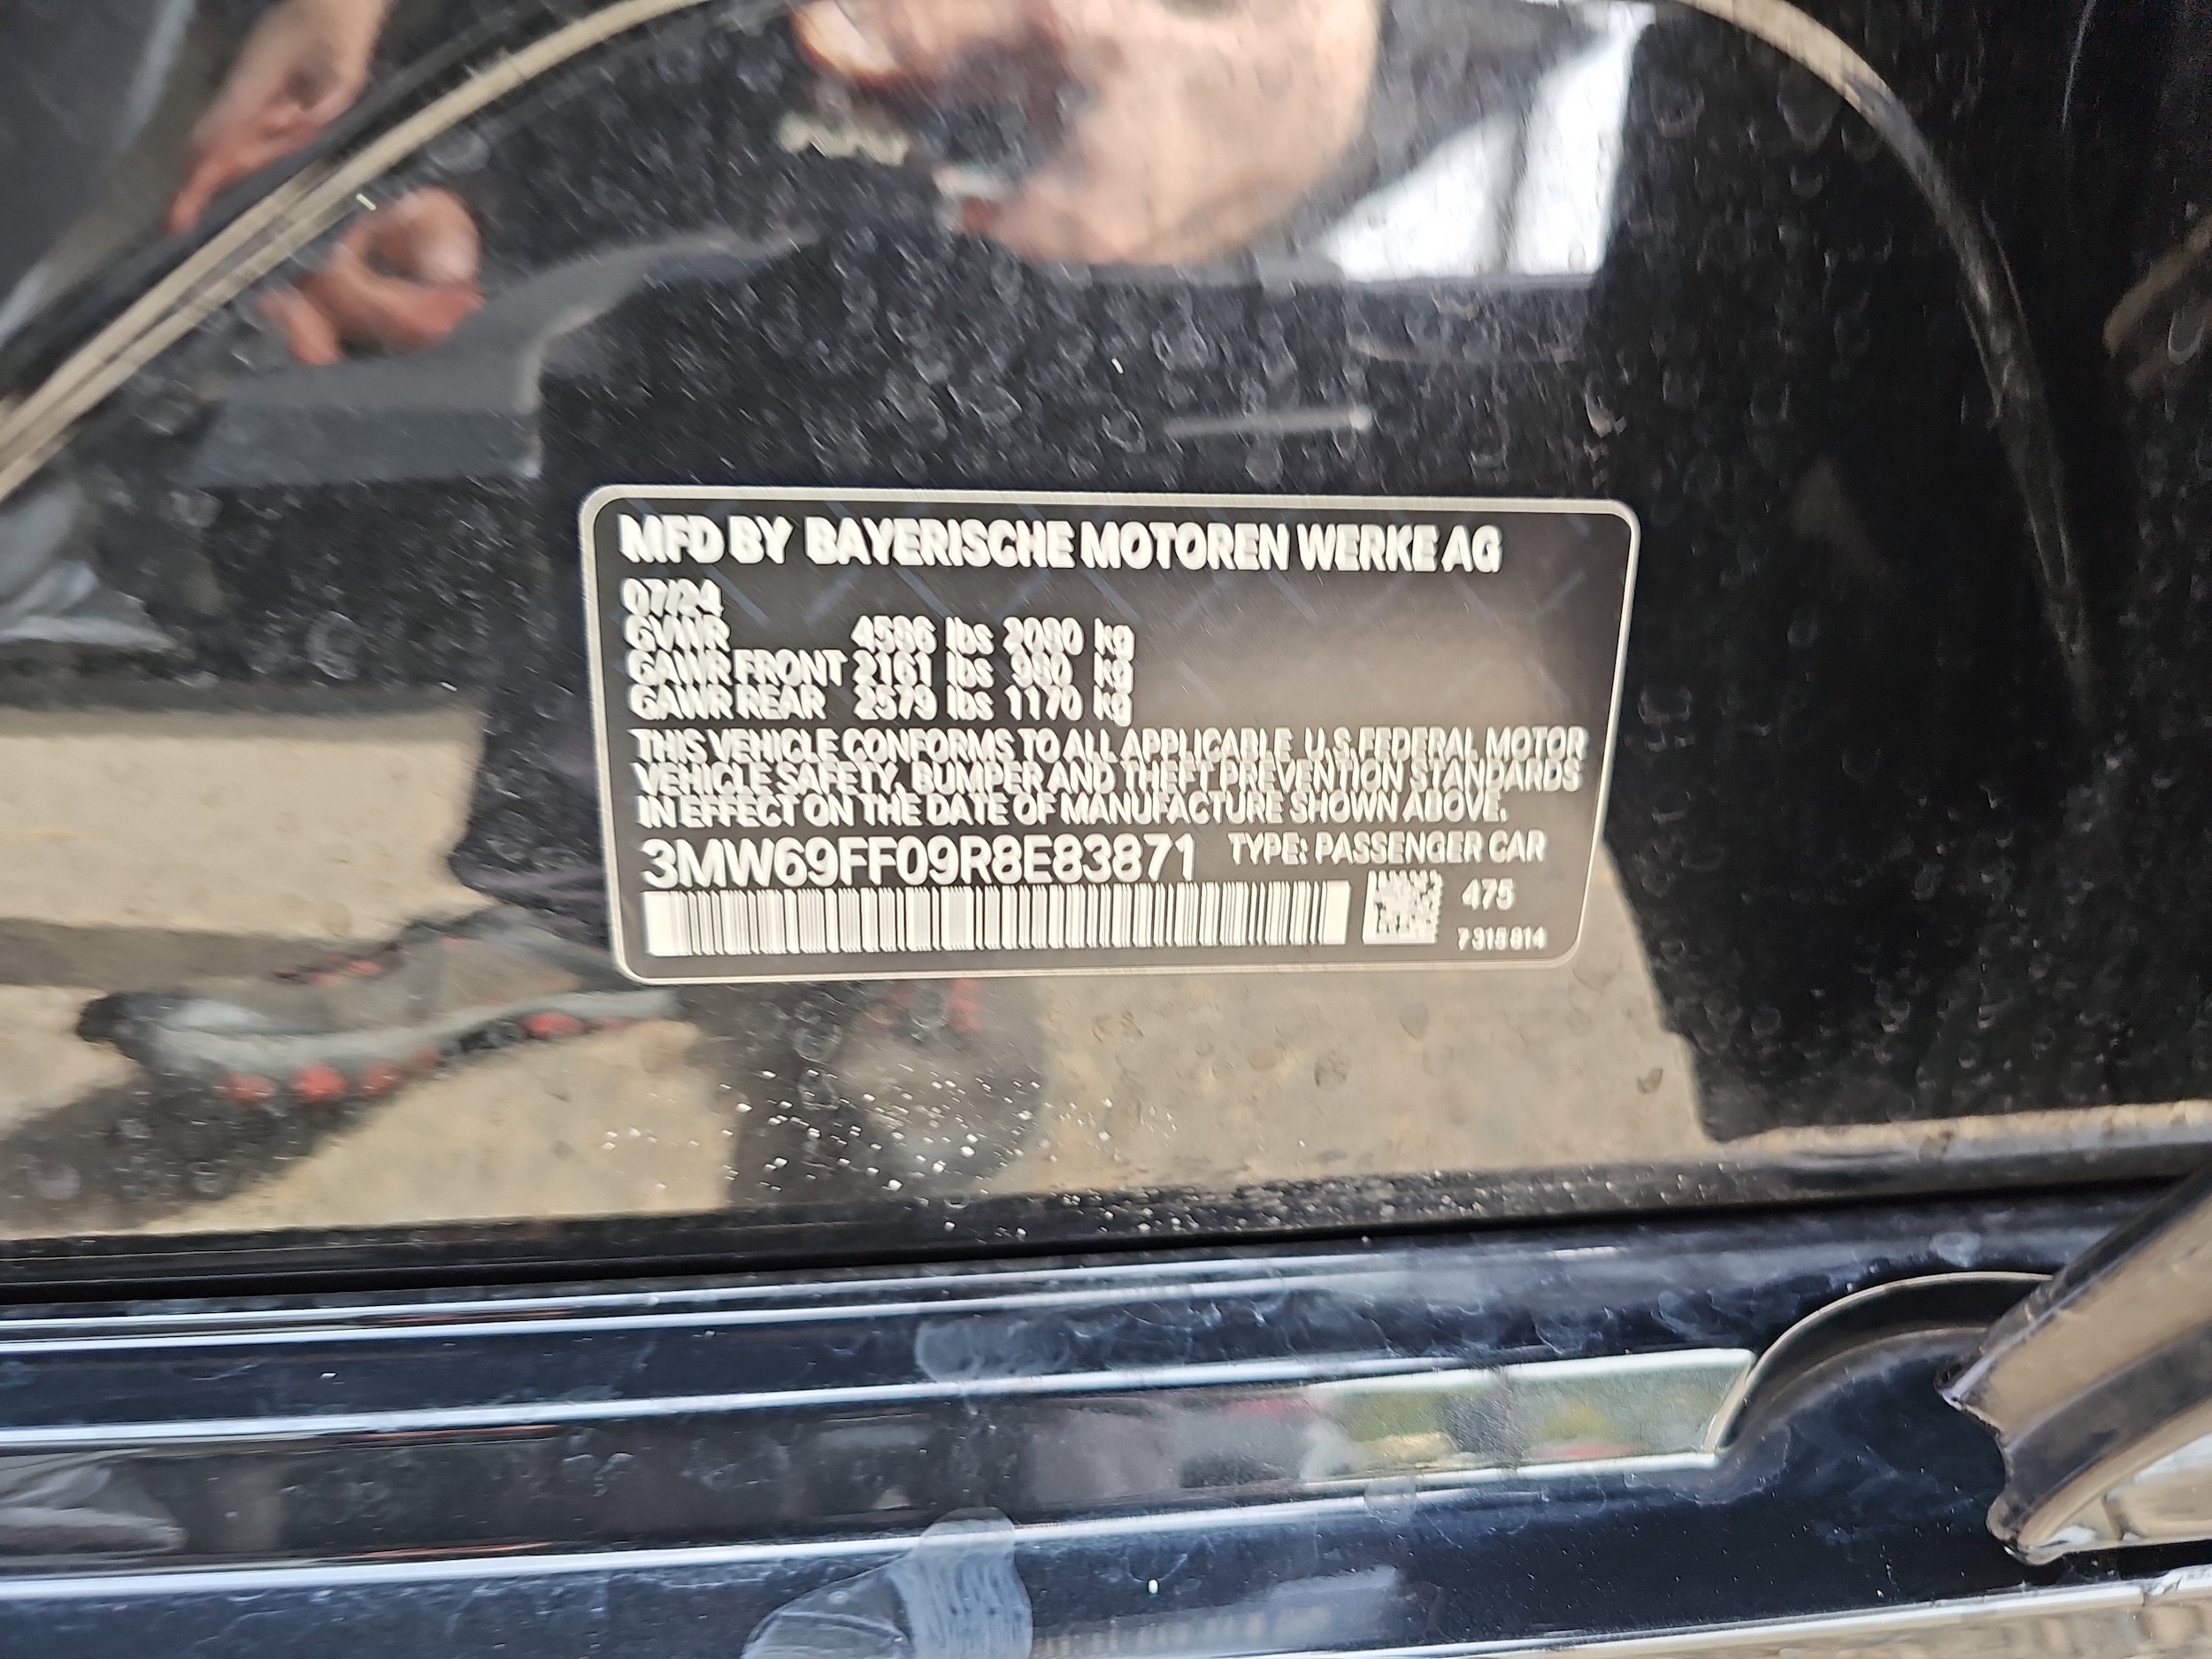 MFD BY BAYERISCHE MOTOREN WERKE AG
07/24
GVWR 4586 lbs 2080 kg
GAWR FRONT 2161 lbs 980 kg
GAWR REAR 2579 lbs 1170 kg
THIS VEHICLE CONFORMS TO ALL APPLICABLE U.S. FEDERAL MOTOR
VEHICLE SAFETY, BUMPER AND THEFT PREVENTION STANDARDS
IN EFFECT ON THE DATE OF MANUFACTURE SHOWN ABOVE.
3MW69FF09R8E83871 TYPE: PASSENGER CAR
475
7 315 814